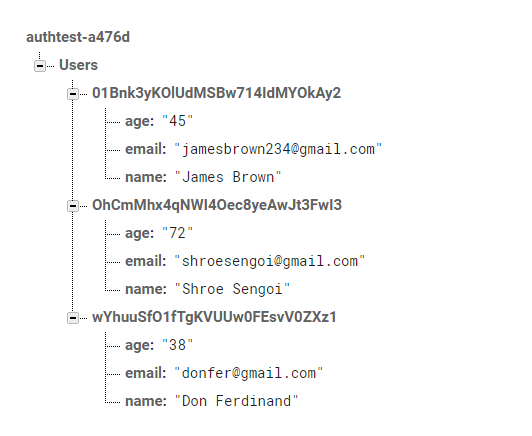 authtest-a476d
Users
01Bnk3yKOlUdMSBw714IdMYOkAy2
age: "45"
email: "jamesbrown234@gmail.com"
name: "James Brown"
OhCmMhx4qNWI4Oec8yeAwJt3FwI3
age: "72"
email: "shroesengoi@gmail.com"
name: "Shroe Sengoi"
wYhuuSfO1fTgKVUUw0FEsvV0ZXz1
age: "38"
email: "donfer@gmail.com"
name: "Don Ferdinand"